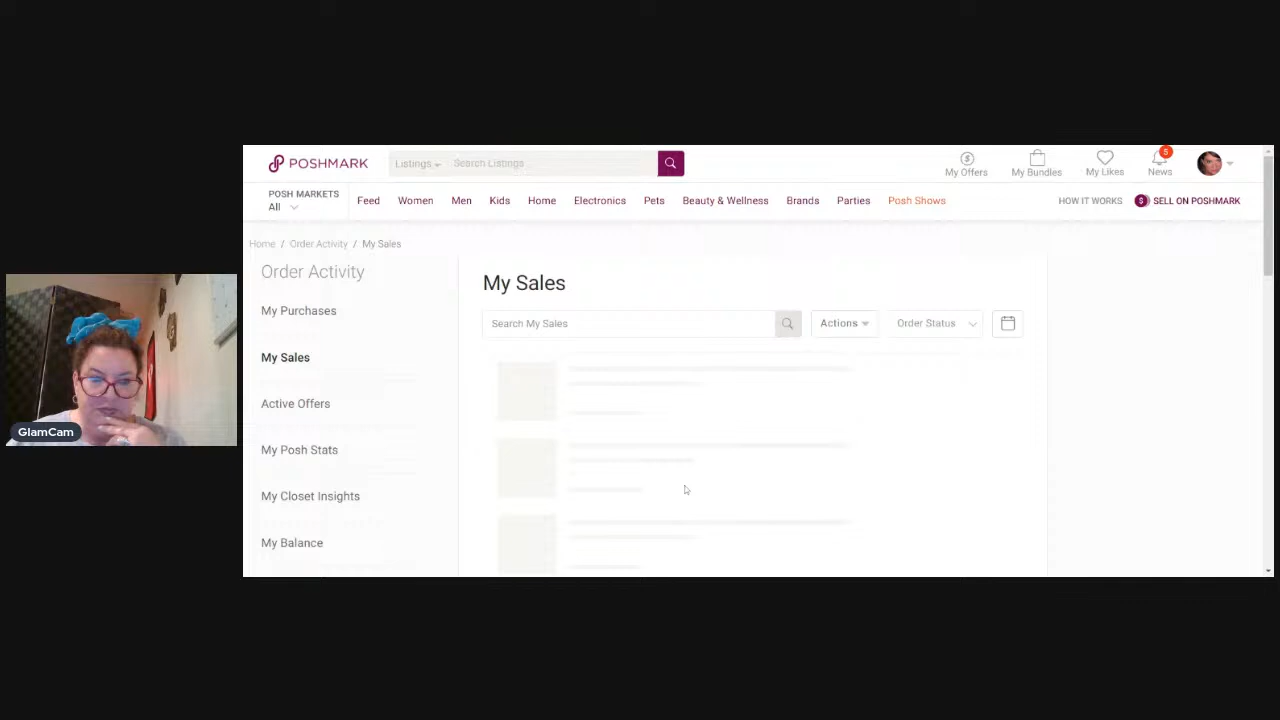 POSHMARK
Listings
Search Listings
My Offers
My Bundles
My Likes
5
News
POSH MARKETS
All
Feed
Women
Men
Kids
Home
Electronics
Pets
Beauty & Wellness
Brands
Parties
Posh Shows
HOW IT WORKS
$ SELL ON POSHMARK
Home / Order Activity / My Sales
Order Activity
My Purchases
My Sales
Active Offers
My Posh Stats
My Closet Insights
My Balance
My Sales
Search My Sales
Actions
Order Status
GlamCam